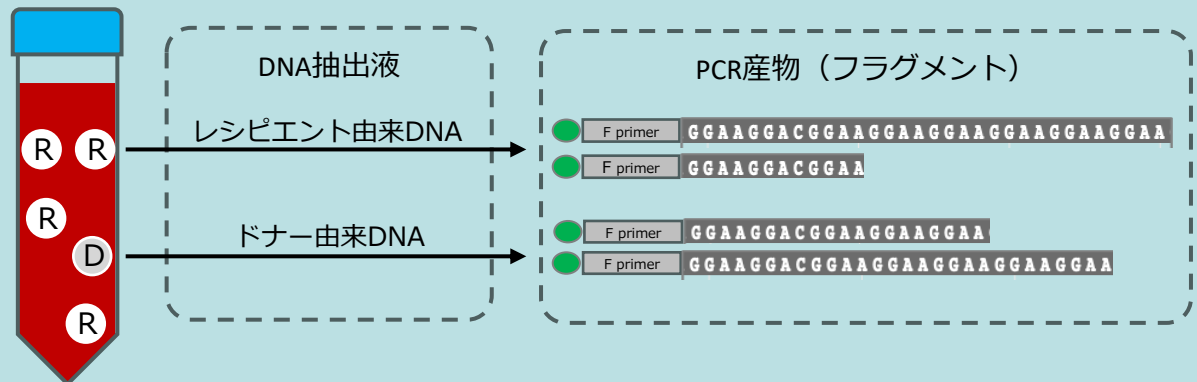 DNA抽出液
PCR産物（フラグメント）
R R
レシピエント由来DNA
F primer GGAAGGACGGAAGGAAGGAAGGAAGGAAGGAA
F primer GGAAGGACGGAA
R
ドナー由来DNA
F primer GGAAGGACGGAAGGAAGGAA
D
F primer GGAAGGACGGAAGGAAGGAAGGAAGGAA
R